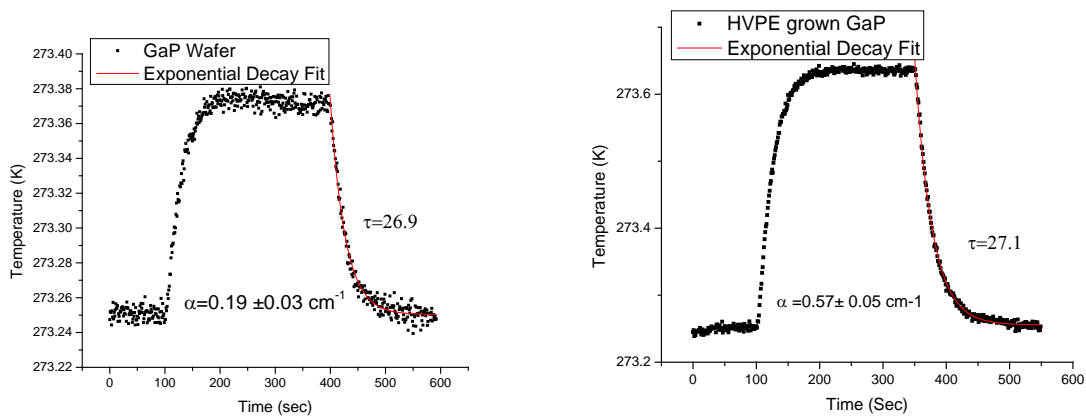 GaP Wafer
Exponential Decay Fit
273.40
273.38
273.36
273.34
273.32
273.30
273.28
273.26
273.24
273.22
Temperature (K)
τ=26.9
α=0.19 ±0.03 cm⁻¹
0 100 200 300 400 500 600
Time (sec)
HVPE grown GaP
Exponential Decay Fit
273.6
273.4
273.2
Temperature (K)
τ=27.1
α =0.57± 0.05 cm-1
0 100 200 300 400 500 600
Time (Sec)